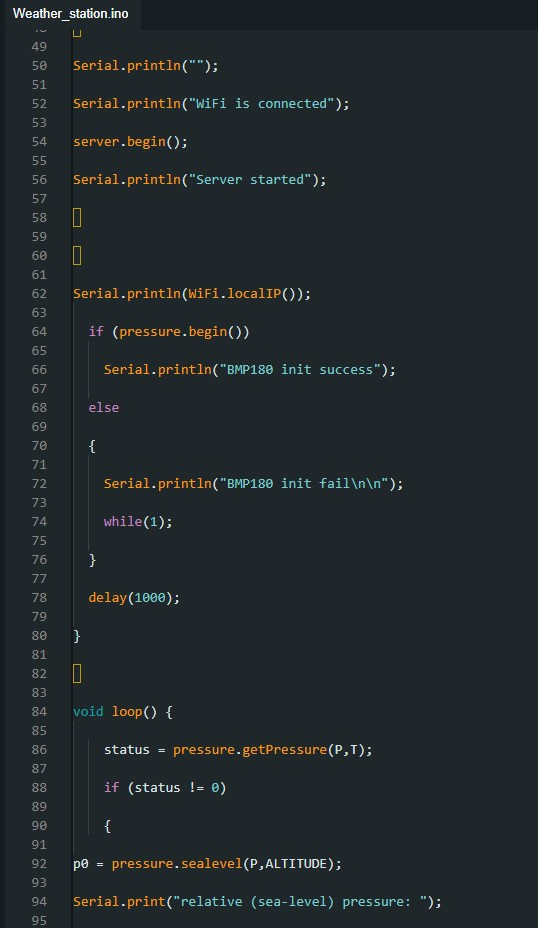 Weather_station.ino
49
50 Serial.println("");
51
52 Serial.println("WiFi is connected");
53
54 server.begin();
55
56 Serial.println("Server started");
57
58
59
60
61
62 Serial.println(WiFi.localIP());
63
64 if (pressure.begin())
65
66 Serial.println("BMP180 init success");
67
68 else
69
70 {
71
72 Serial.println("BMP180 init fail\n\n");
73
74 while(1);
75
76 }
77
78 delay(1000);
79
80 }
81
82
83
84 void loop() {
85
86 status = pressure.getPressure(P,T);
87
88 if (status != 0)
89
90 {
91
92 p0 = pressure.sealevel(P,ALTITUDE);
93
94 Serial.print("relative (sea-level) pressure: ");
95